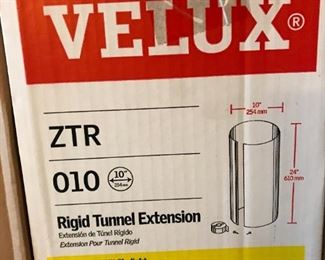 VELUX®
ZTR
10"
254 mm
010
10"
254 mm
24"
610 mm
Rigid Tunnel Extension
Extensión de Túnel Rígido
Extension Pour Tunnel Rigid